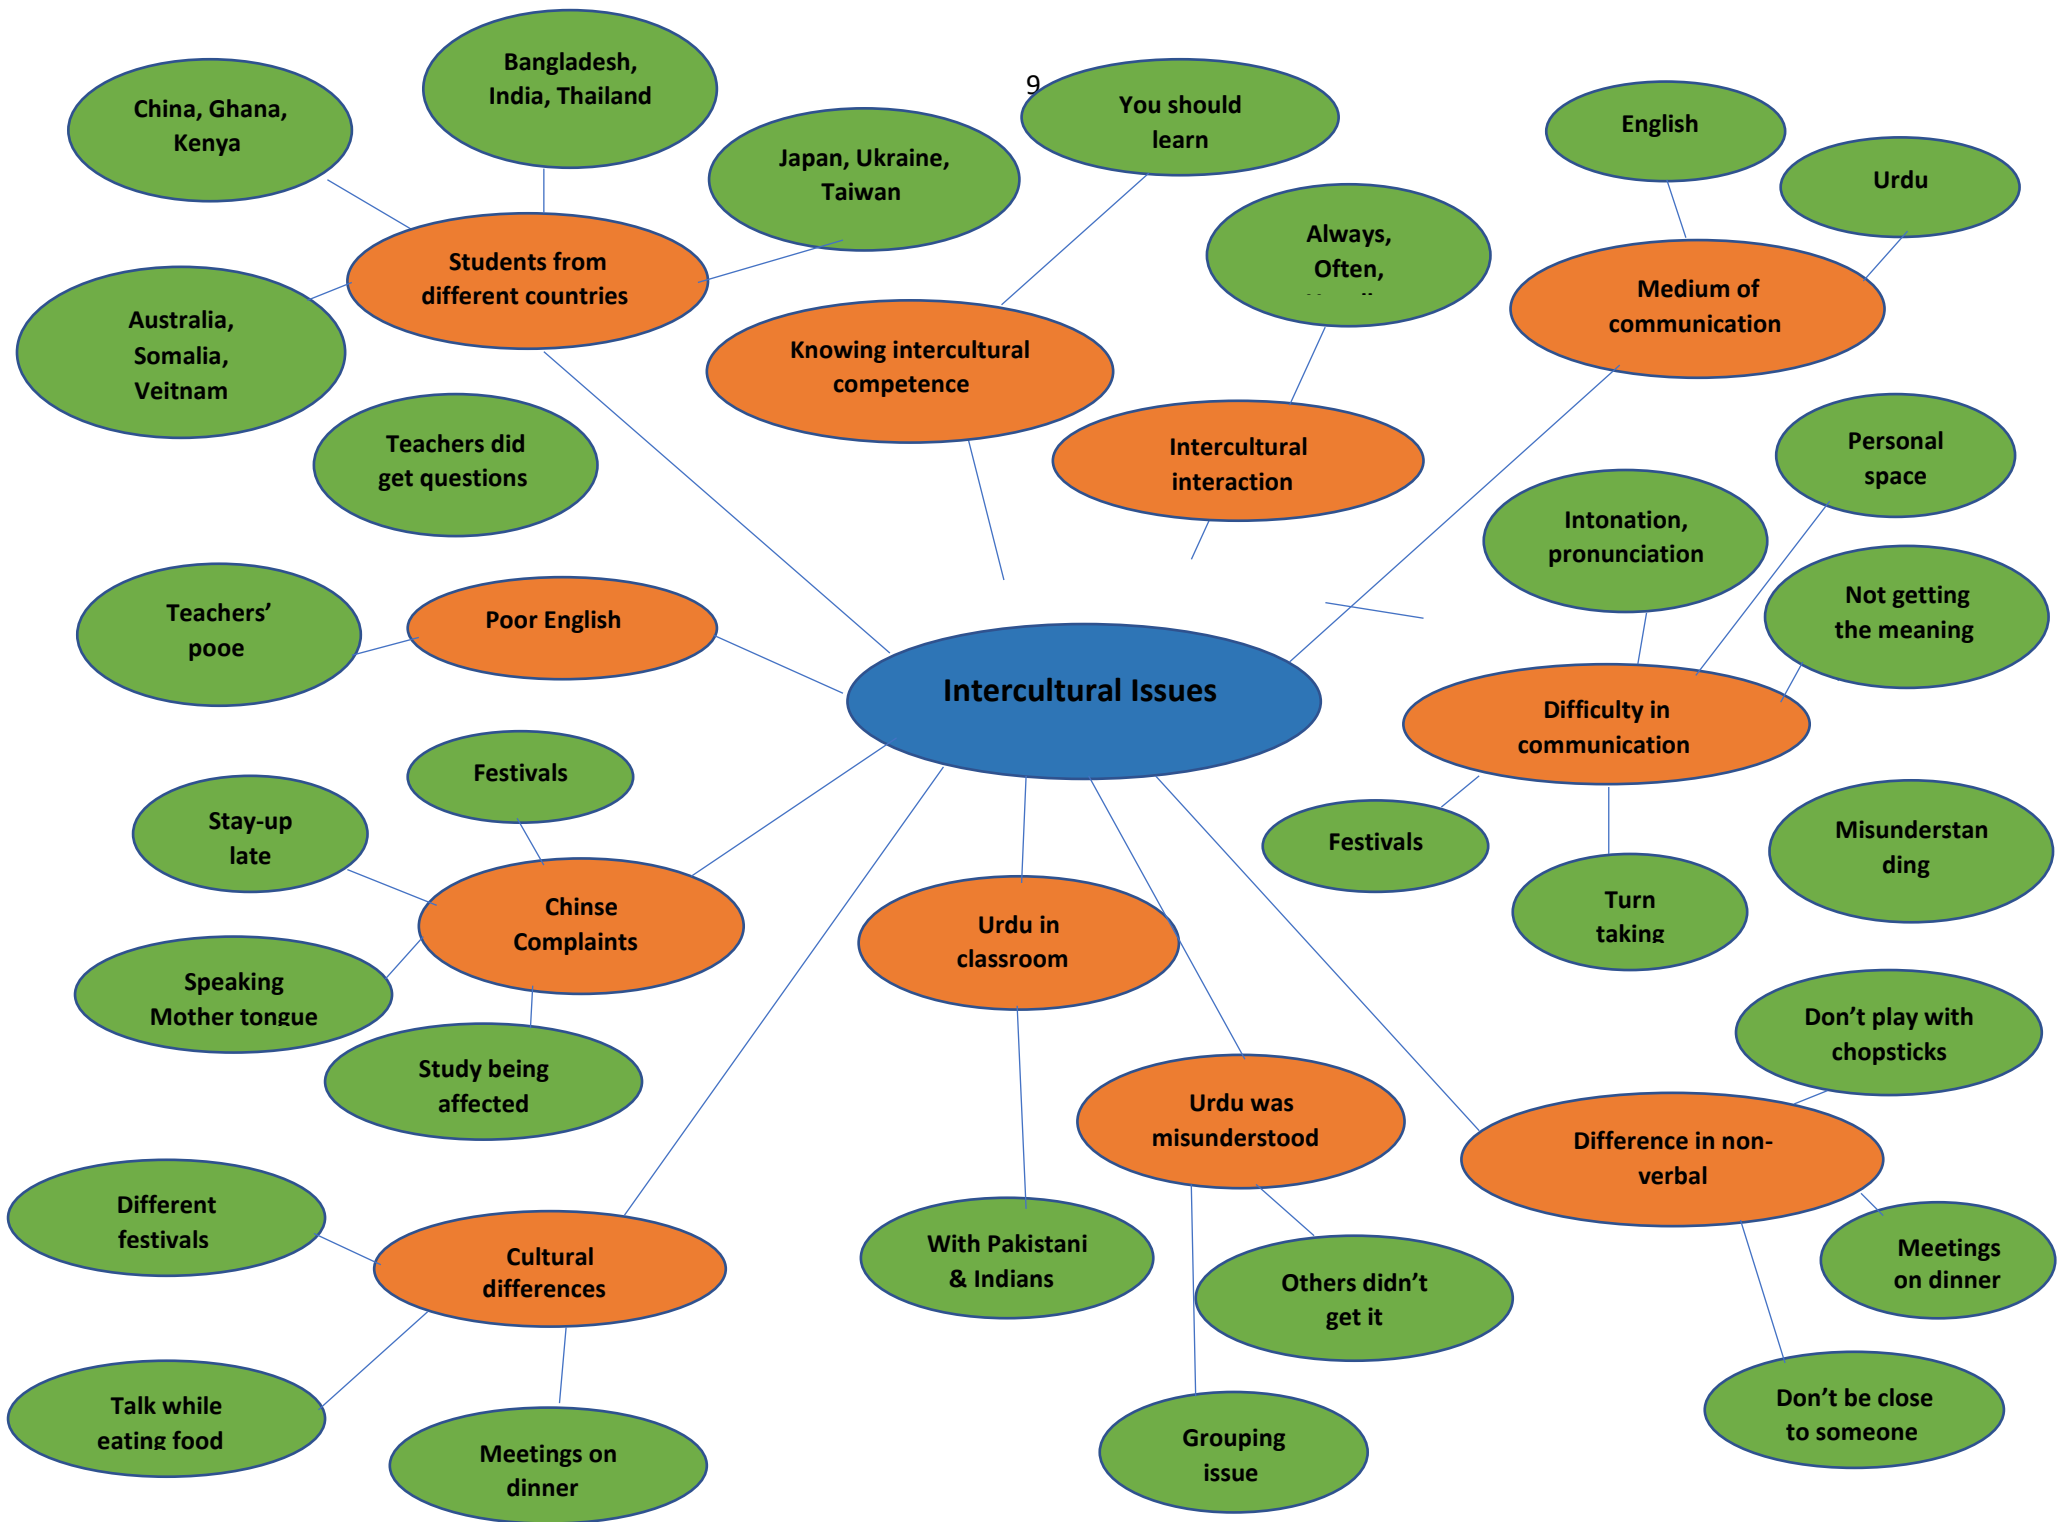 9
Bangladesh,
India, Thailand
China, Ghana,
Kenya
Japan, Ukraine,
Taiwan
You should
learn
English
Urdu
Always,
Often,
Students from
different countries
Medium of
communication
Australia,
Somalia,
Veitnam
Knowing intercultural
competence
Intercultural
interaction
Teachers did
get questions
Personal
space
Intonation,
pronunciation
Teachers’
pooe
Poor English
Not getting
the meaning
Intercultural Issues
Difficulty in
communication
Festivals
Stay-up
late
Festivals
Misunderstan
ding
Turn
taking
Chinse
Complaints
Urdu in
classroom
Speaking
Mother tongue
Study being
affected
Don’t play with
chopsticks
Urdu was
misunderstood
Difference in non-
verbal
Different
festivals
Cultural
differences
With Pakistani
& Indians
Others didn’t
get it
Meetings
on dinner
Talk while
eating food
Meetings on
dinner
Grouping
issue
Don’t be close
to someone